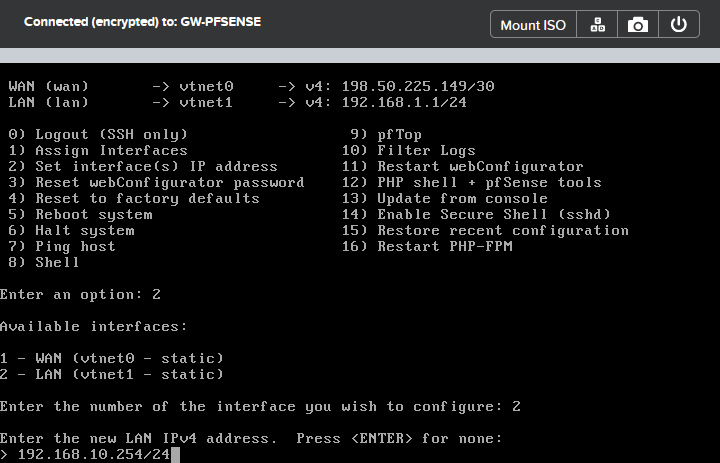 Connected (encrypted) to: GW-PFSENSE
Mount ISO
WAN (wan) -> vtnet0 -> v4: 198.50.225.149/30
LAN (lan) -> vtnet1 -> v4: 192.168.1.1/24
0) Logout (SSH only) 9) pfTop
1) Assign Interfaces 10) Filter Logs
2) Set interface(s) IP address 11) Restart webConfigurator
3) Reset webConfigurator password 12) PHP shell + pfSense tools
4) Reset to factory defaults 13) Update from console
5) Reboot system 14) Enable Secure Shell (sshd)
6) Halt system 15) Restore recent configuration
7) Ping host 16) Restart PHP-FPM
8) Shell
Enter an option: 2
Available interfaces:
1 - WAN (vtnet0 - static)
2 - LAN (vtnet1 - static)
Enter the number of the interface you wish to configure: 2
Enter the new LAN IPv4 address. Press <ENTER> for none:
> 192.168.10.254/24